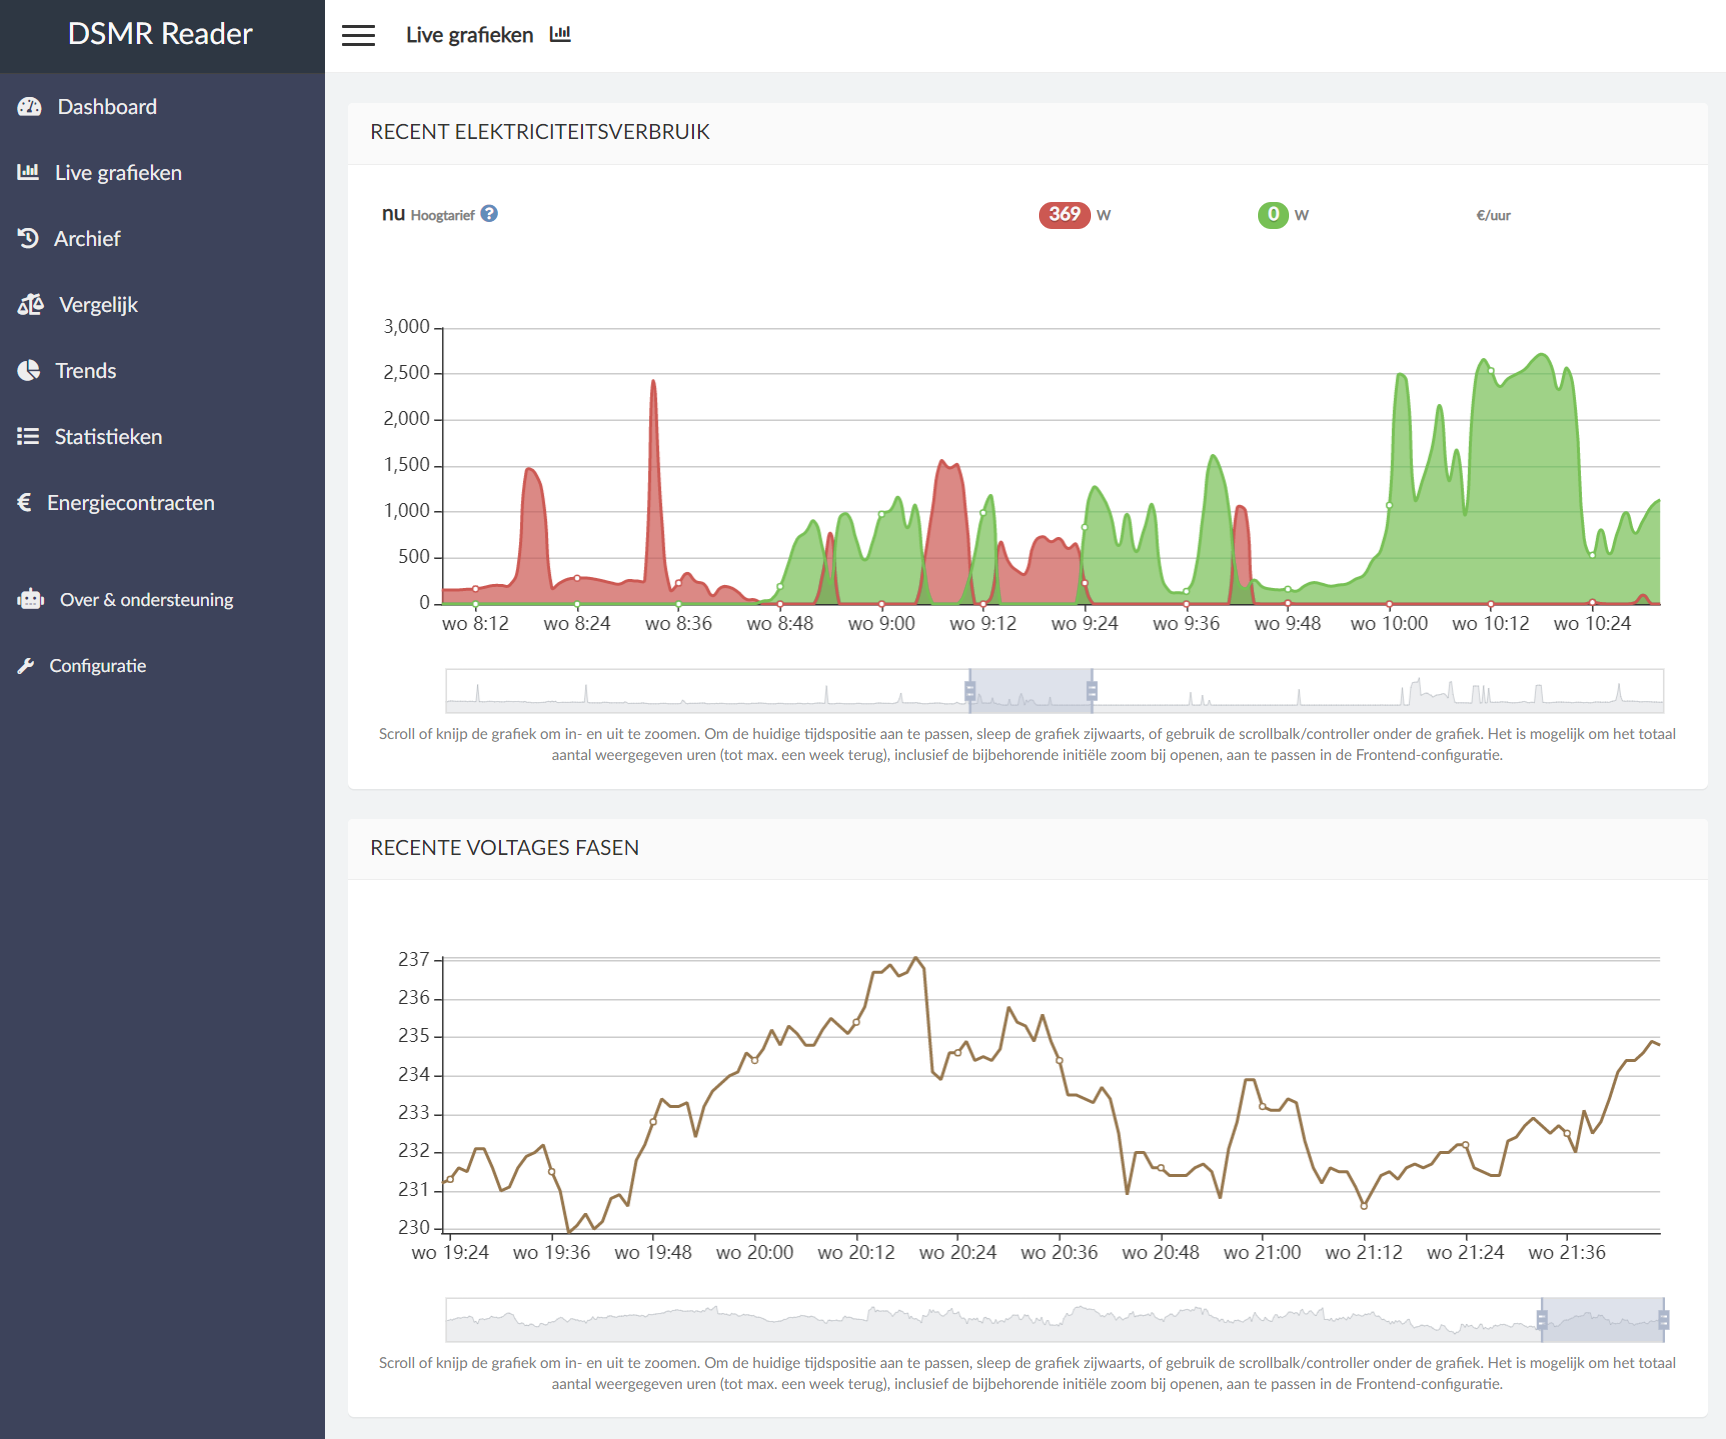 DSMR Reader
Live grafieken
Dashboard
Live grafieken
Archief
Vergelijk
Trends
Statistieken
Energiecontracten
Over & ondersteuning
Configuratie
RECENT ELEKTRICITEITSVERBRUIK
nu Hoogtarief ? 369 W 0 W €/uur
3,000
2,500
2,000
1,500
1,000
500
0
wo 8:12 wo 8:24 wo 8:36 wo 8:48 wo 9:00 wo 9:12 wo 9:24 wo 9:36 wo 9:48 wo 10:00 wo 10:12 wo 10:24
Scroll of knijp de grafiek om in- en uit te zoomen. Om de huidige tijdspositie aan te passen, sleep de grafiek zijwaarts, of gebruik de scrollbalk/controller onder de grafiek. Het is mogelijk om het totaal
aantal weergegeven uren (tot max. een week terug), inclusief de bijbehorende initiële zoom bij openen, aan te passen in de Frontend-configuratie.
RECENTE VOLTAGES FASEN
237
236
235
234
233
232
231
230
wo 19:24 wo 19:36 wo 19:48 wo 20:00 wo 20:12 wo 20:24 wo 20:36 wo 20:48 wo 21:00 wo 21:12 wo 21:24 wo 21:36
Scroll of knijp de grafiek om in- en uit te zoomen. Om de huidige tijdspositie aan te passen, sleep de grafiek zijwaarts, of gebruik de scrollbalk/controller onder de grafiek. Het is mogelijk om het totaal
aantal weergegeven uren (tot max. een week terug), inclusief de bijbehorende initiële zoom bij openen, aan te passen in de Frontend-configuratie.